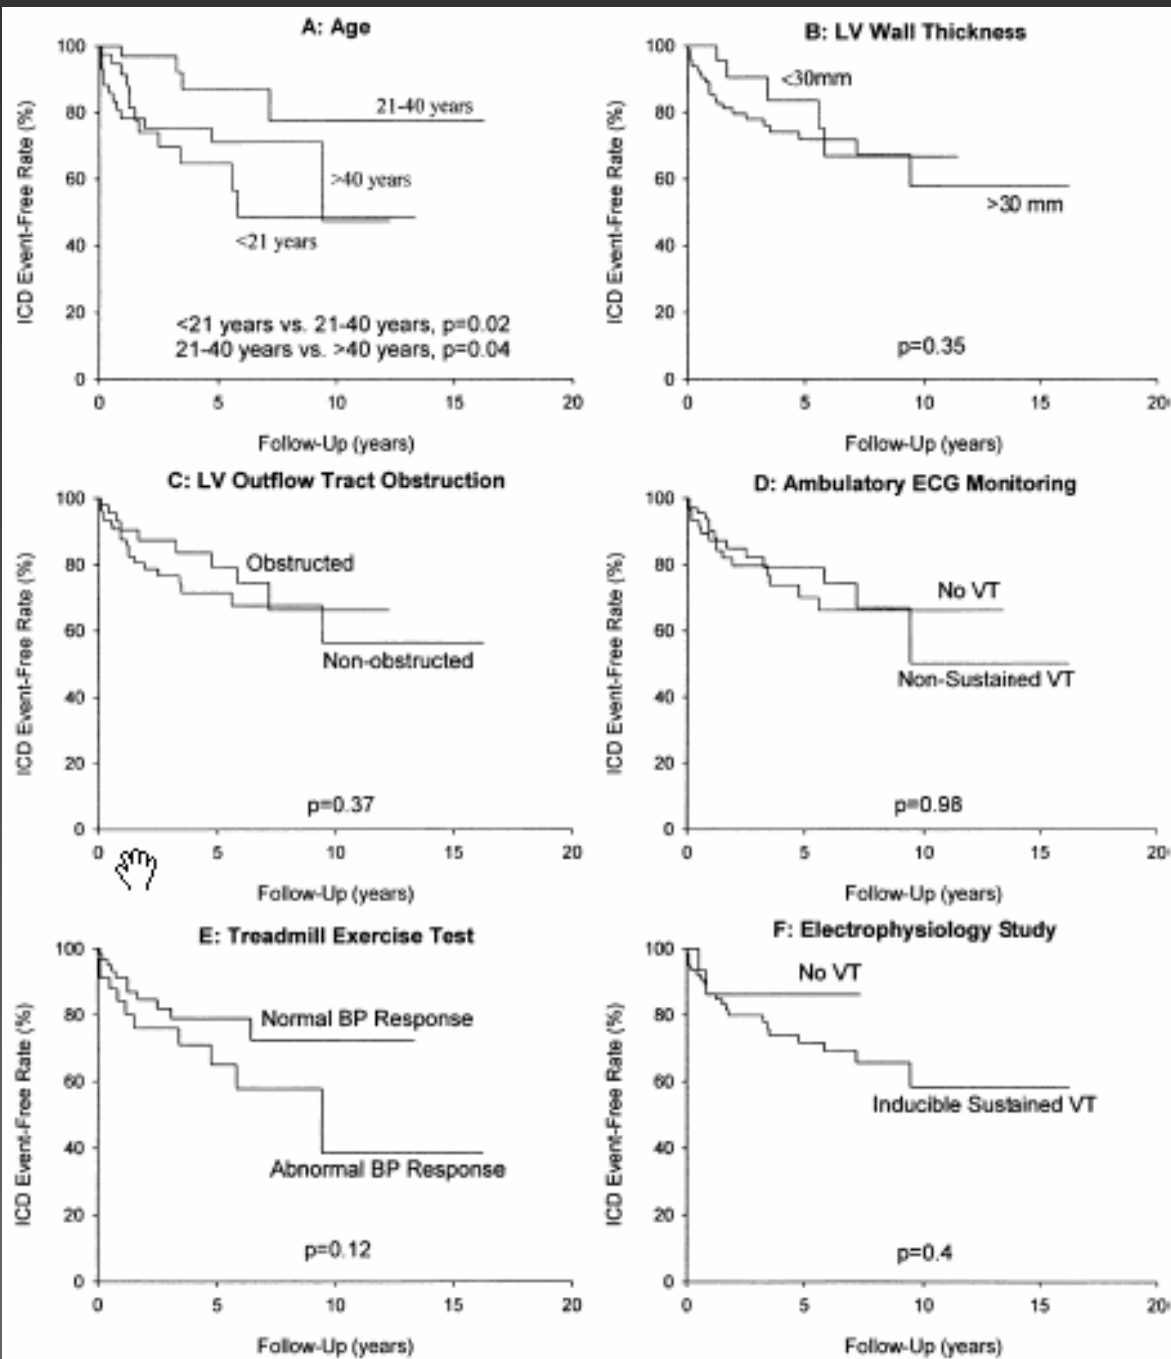 A: Age
ICD Event-Free Rate (%)
100
80
60
40
20
0
21-40 years
>40 years
<21 years
<21 years vs. 21-40 years, p=0.02
21-40 years vs. >40 years, p=0.04
0 5 10 15 20
Follow-Up (years)
B: LV Wall Thickness
ICD Event-Free Rate (%)
100
80
60
40
20
0
<30mm
>30 mm
p=0.35
0 5 10 15 20
Follow-Up (years)
C: LV Outflow Tract Obstruction
ICD Event-Free Rate (%)
100
80
60
40
20
0
Obstructed
Non-obstructed
p=0.37
0 5 10 15 20
Follow-Up (years)
D: Ambulatory ECG Monitoring
ICD Event-Free Rate (%)
100
80
60
40
20
0
No VT
Non-Sustained VT
p=0.98
0 5 10 15 20
Follow-Up (years)
E: Treadmill Exercise Test
ICD Event-Free Rate (%)
100
80
60
40
20
0
Normal BP Response
Abnormal BP Response
p=0.12
0 5 10 15 20
Follow-Up (years)
F: Electrophysiology Study
ICD Event-Free Rate (%)
100
80
60
40
20
0
No VT
Inducible Sustained VT
p=0.4
0 5 10 15 20
Follow-Up (years)